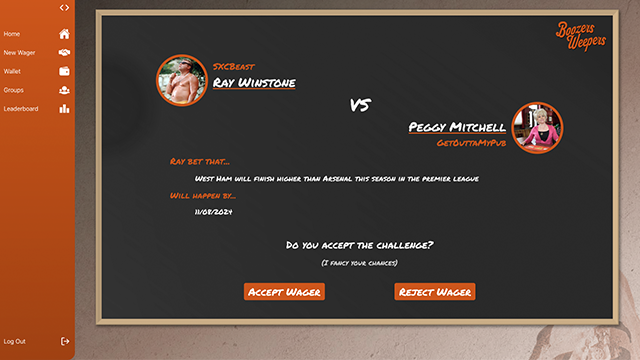 Home
New Wager
Wallet
Groups
Leaderboard
Log Out
Boozers
Weepers
SXCBeast
Ray Winstone
VS
Peggy Mitchell
GetOuttaMyPub
Ray bet that...
West Ham will finish higher than Arsenal this season in the premier league
Will happen by...
11/08/2024
Do you accept the challenge?
(I fancy your chances)
Accept Wager
Reject Wager